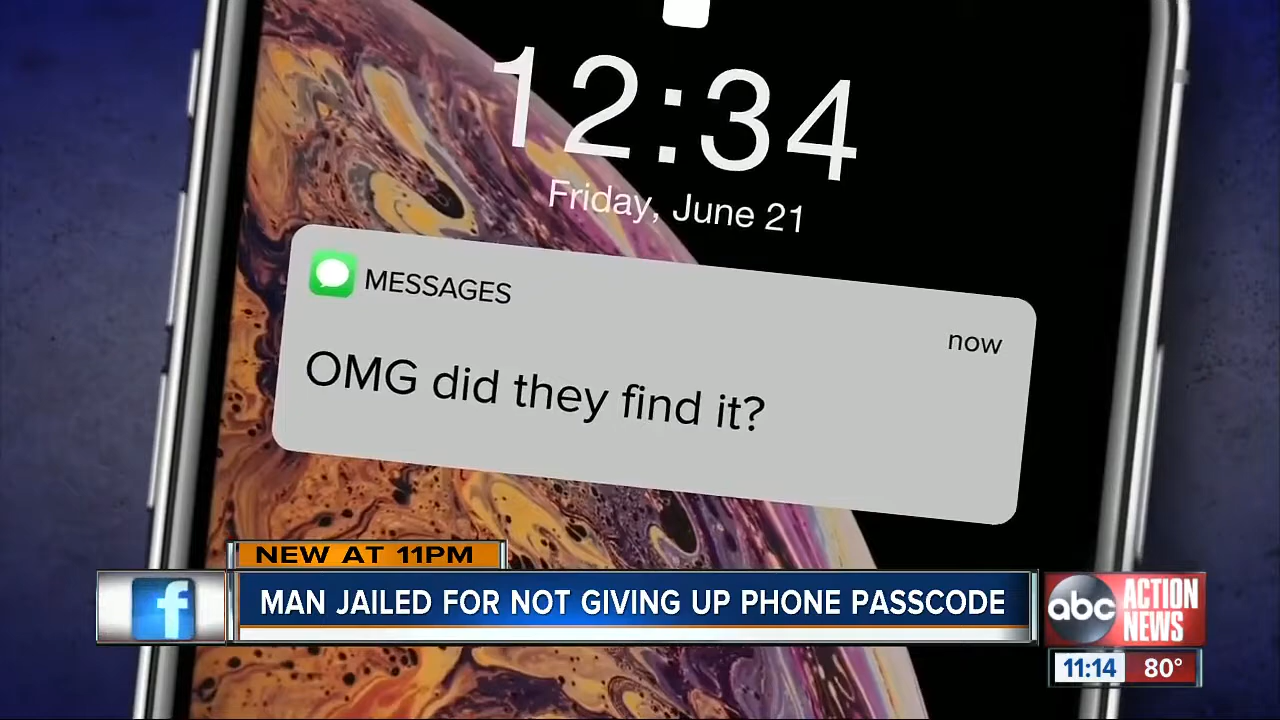 12:34
Friday, June 21
MESSAGES
now
OMG did they find it?
NEW AT 11PM
f
MAN JAILED FOR NOT GIVING UP PHONE PASSCODE
abc
ACTION
NEWS
11:14
80°